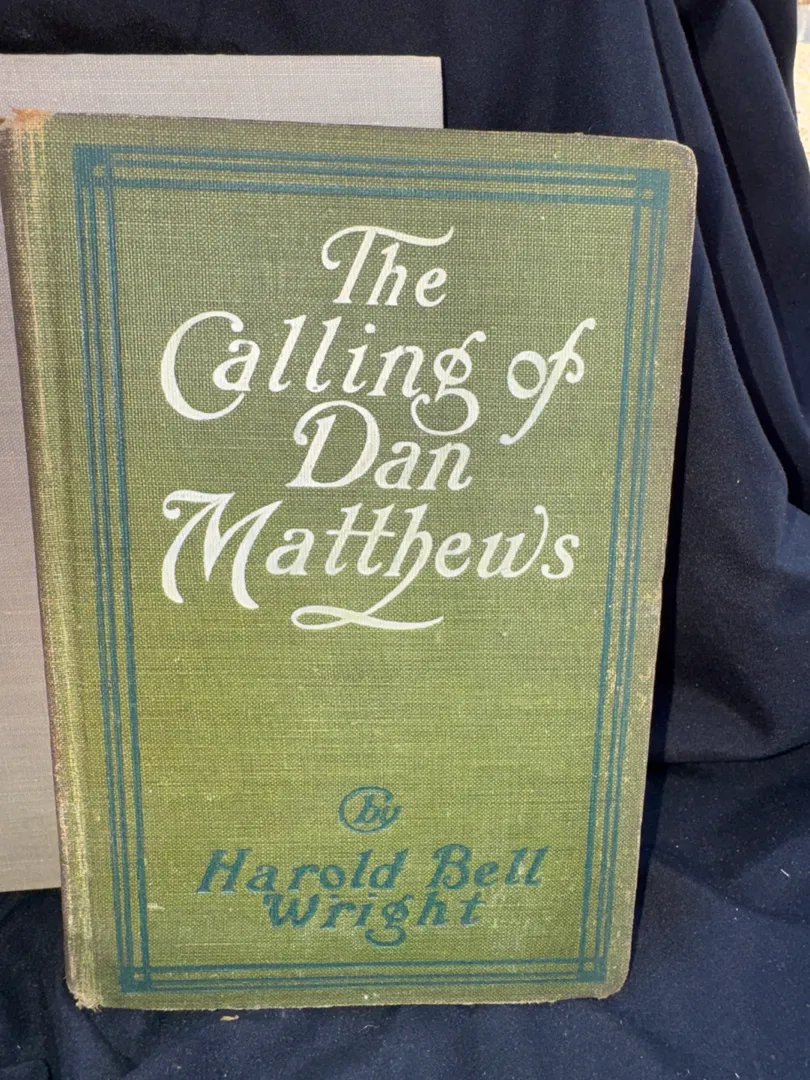 The
Calling of
Dan
Matthews
by
Harold Bell
Wright